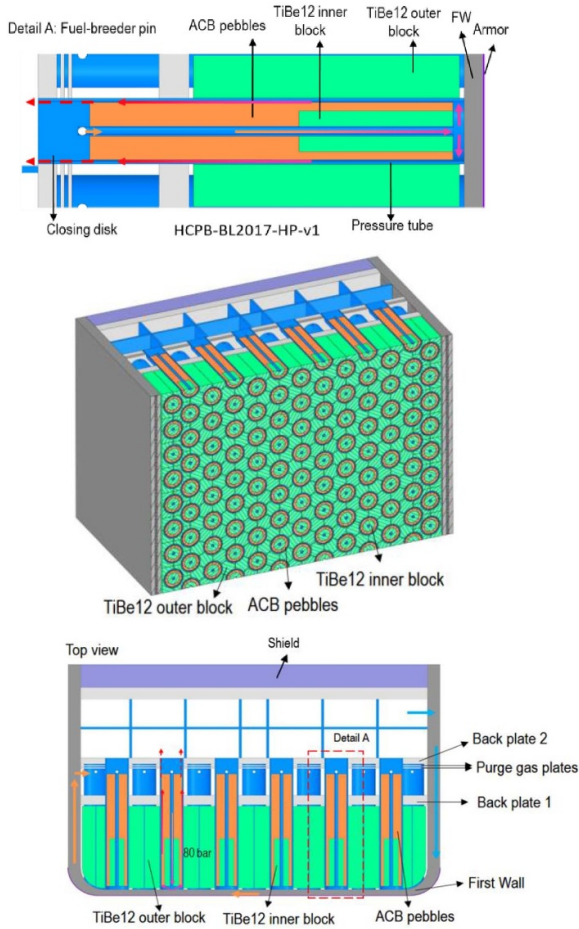 Detail A: Fuel-breeder pin
ACB pebbles
TiBe12 inner
block
TiBe12 outer
block
FW
Armor
Closing disk
HCPB-BL2017-HP-v1
Pressure tube
TiBe12 inner block
TiBe12 outer block
ACB pebbles
Top view
Shield
Detail A
Back plate 2
Purge gas plates
Back plate 1
80 bar
First Wall
TiBe12 outer block
TiBe12 inner block
ACB pebbles